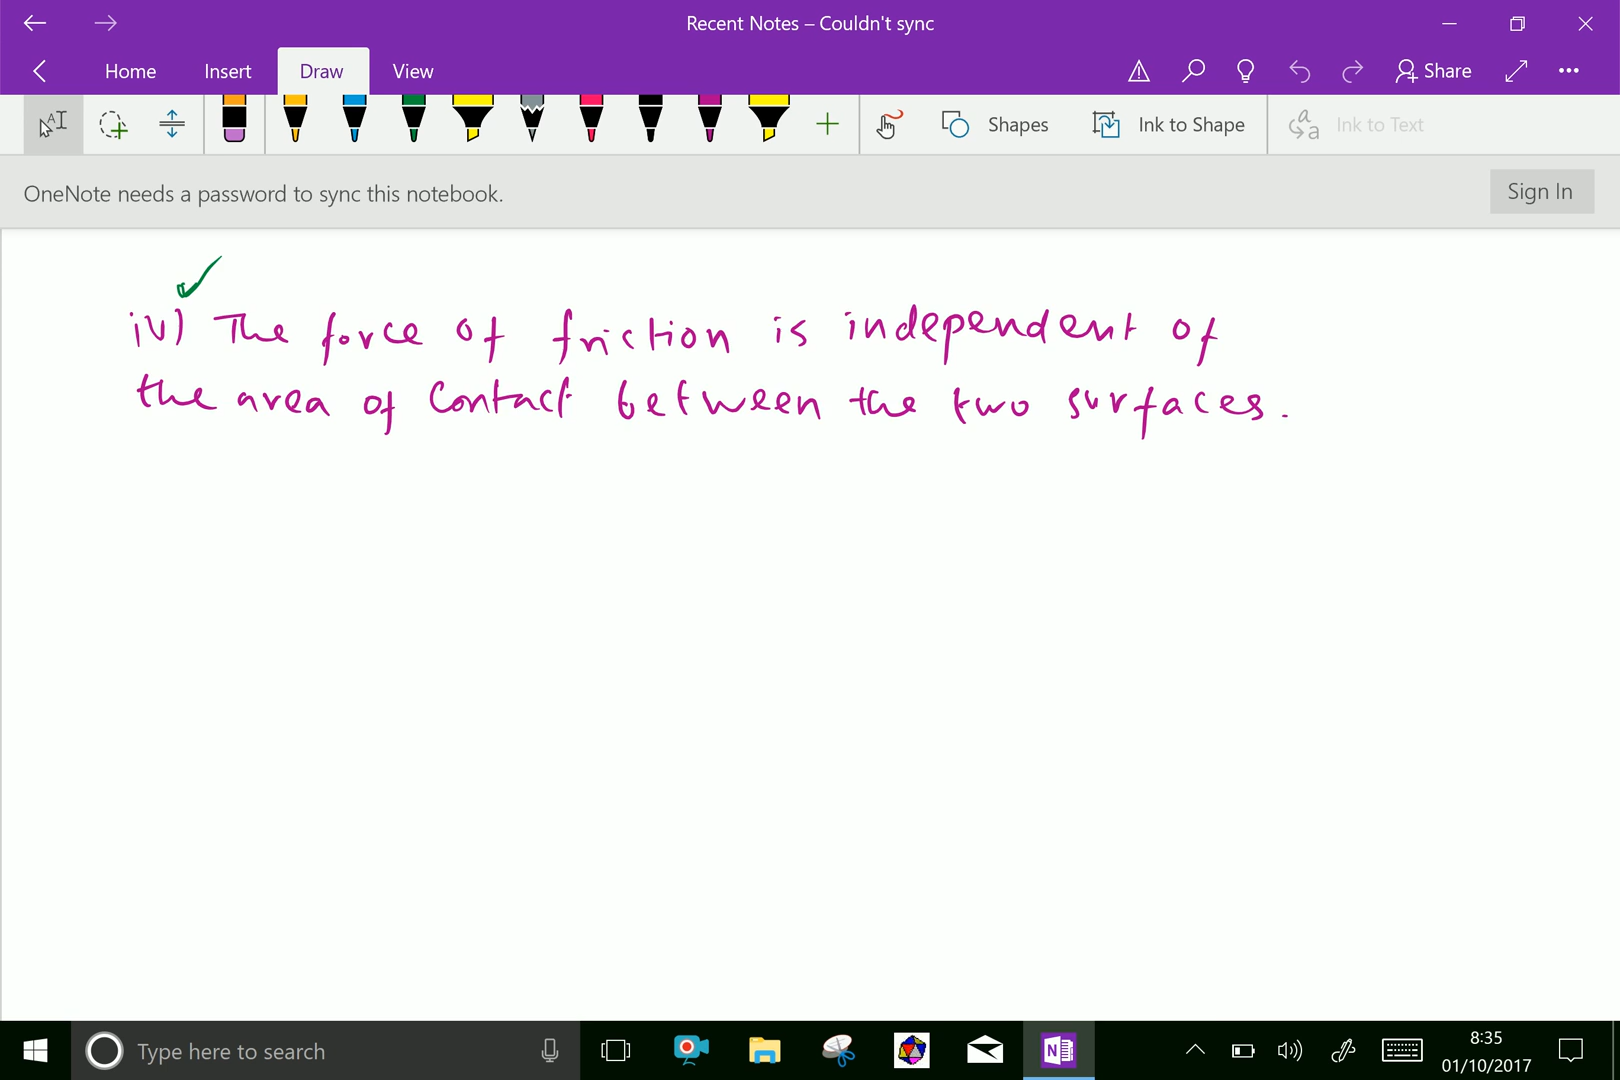 Recent Notes – Couldn't sync
Home Insert Draw View Share
Shapes Ink to Shape Ink to Text
OneNote needs a password to sync this notebook. Sign In
iv) The force of friction is independent of
the area of contact between the two surfaces.
Type here to search
8:35
01/10/2017